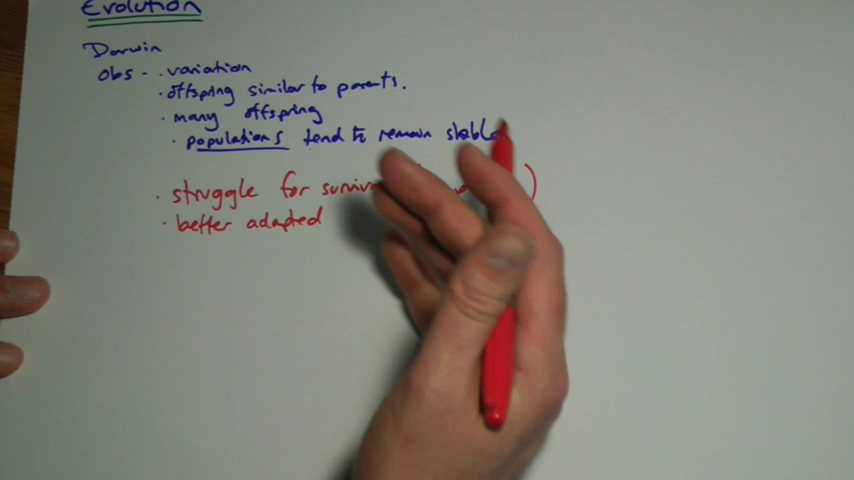 Evolution
Darwin
Obs - . variation
· offspring similar to parents.
· many offspring
· populations tend to remain stable
· struggle for )
· better adapted